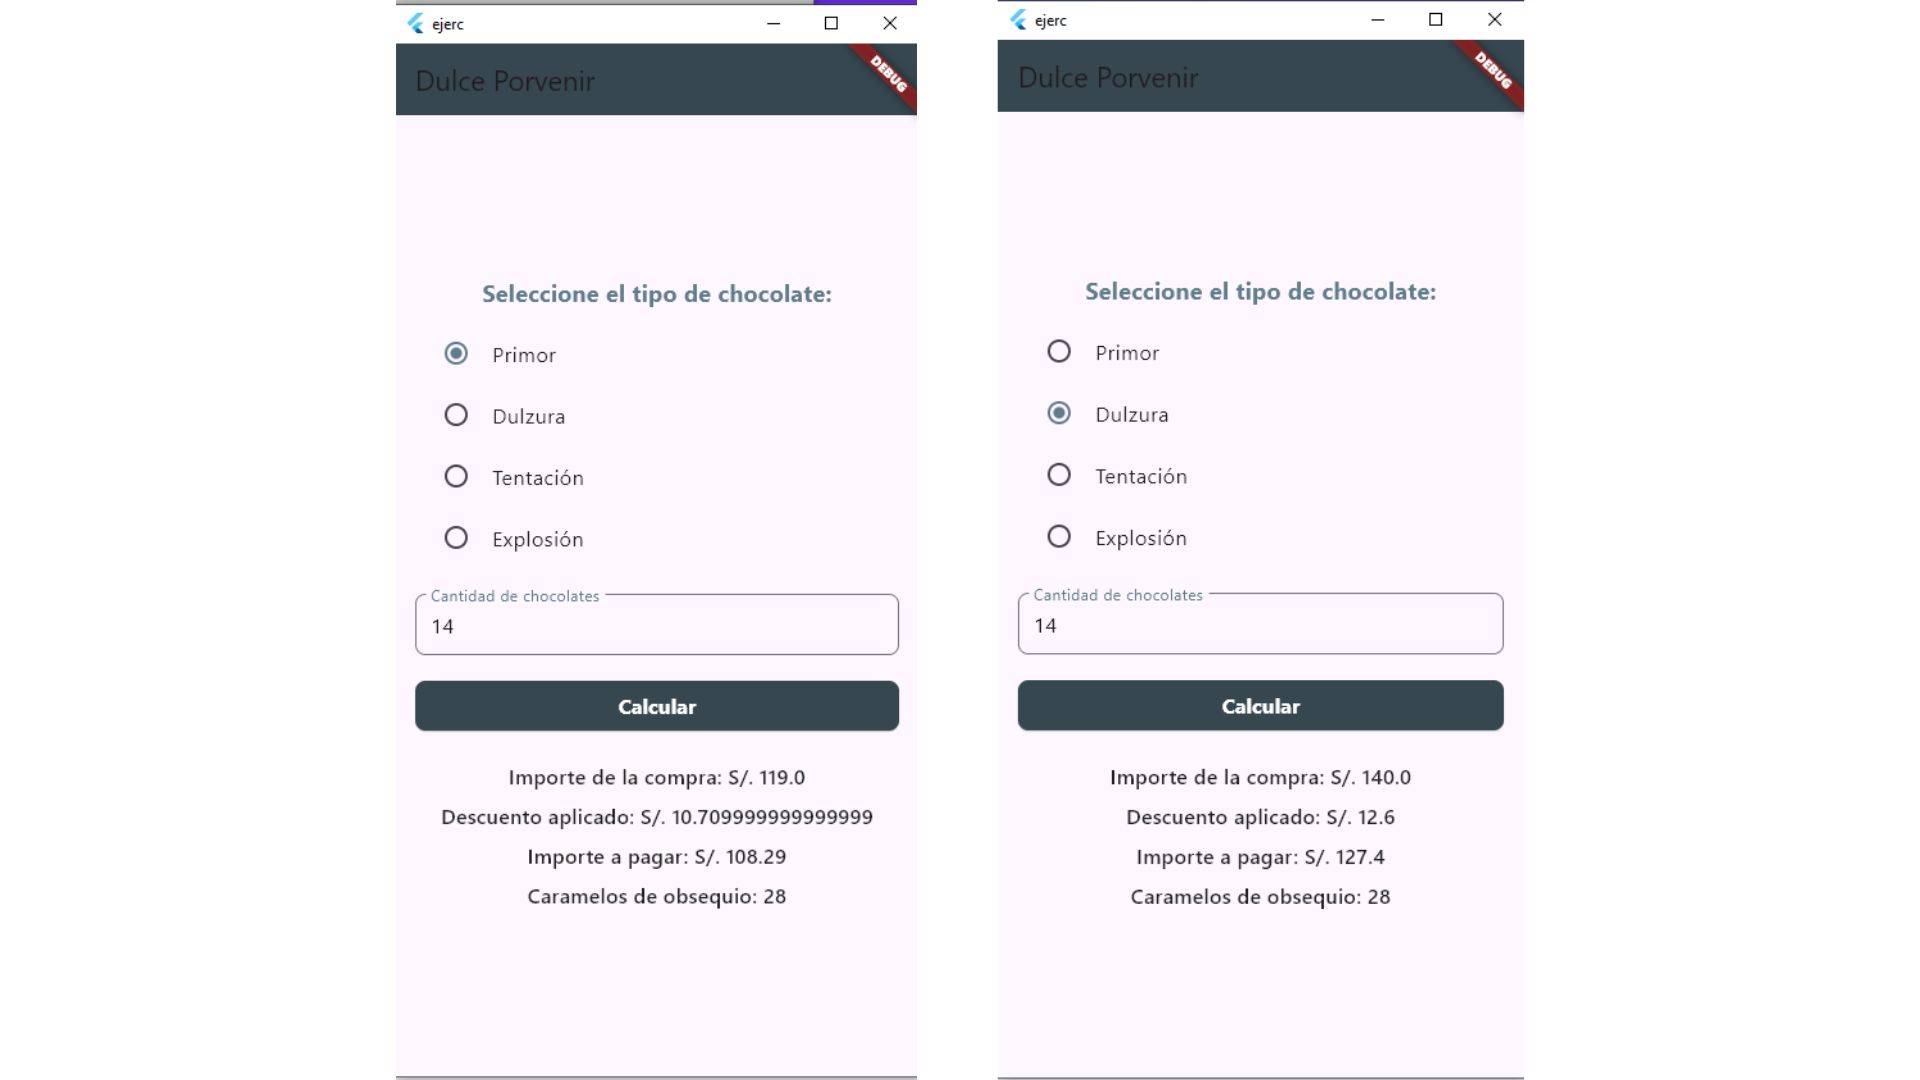 ejerc
DEBUG
Dulce Porvenir
Seleccione el tipo de chocolate:
Primor
Dulzura
Tentación
Explosión
Cantidad de chocolates
14
Calcular
Importe de la compra: S/. 119.0
Descuento aplicado: S/. 10.709999999999999
Importe a pagar: S/. 108.29
Caramelos de obsequio: 28
ejerc
DEBUG
Dulce Porvenir
Seleccione el tipo de chocolate:
Primor
Dulzura
Tentación
Explosión
Cantidad de chocolates
14
Calcular
Importe de la compra: S/. 140.0
Descuento aplicado: S/. 12.6
Importe a pagar: S/. 127.4
Caramelos de obsequio: 28